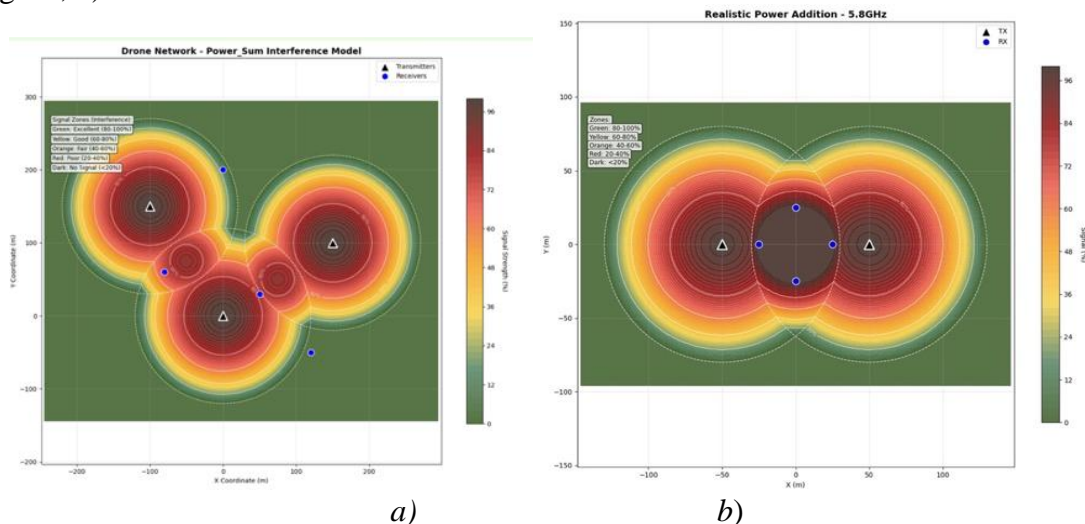 Drone Network - Power_Sum Interference Model
Transmitters
Receivers
Signal Zones (Interference)
Green: Excellent (80-100%)
Yellow: Good (60-80%)
Orange: Fair (40-60%)
Red: Poor (20-40%)
Dark: No Signal (<20%)
300
200
100
0
−100
−200
Y Coordinate (m)
−200
−100
0
100
200
X Coordinate (m)
96
84
72
60
48
36
24
12
0
Signal Strength (%)
a)
Realistic Power Addition - 5.8GHz
TX
RX
Zones
Green: 80-100%
Yellow: 60-80%
Orange: 40-60%
Red: 20-40%
Dark: <20%
150
100
50
0
−50
−100
−150
Y (m)
−100
−50
0
50
100
X (m)
96
84
72
60
48
36
24
12
0
Signal (%)
b)